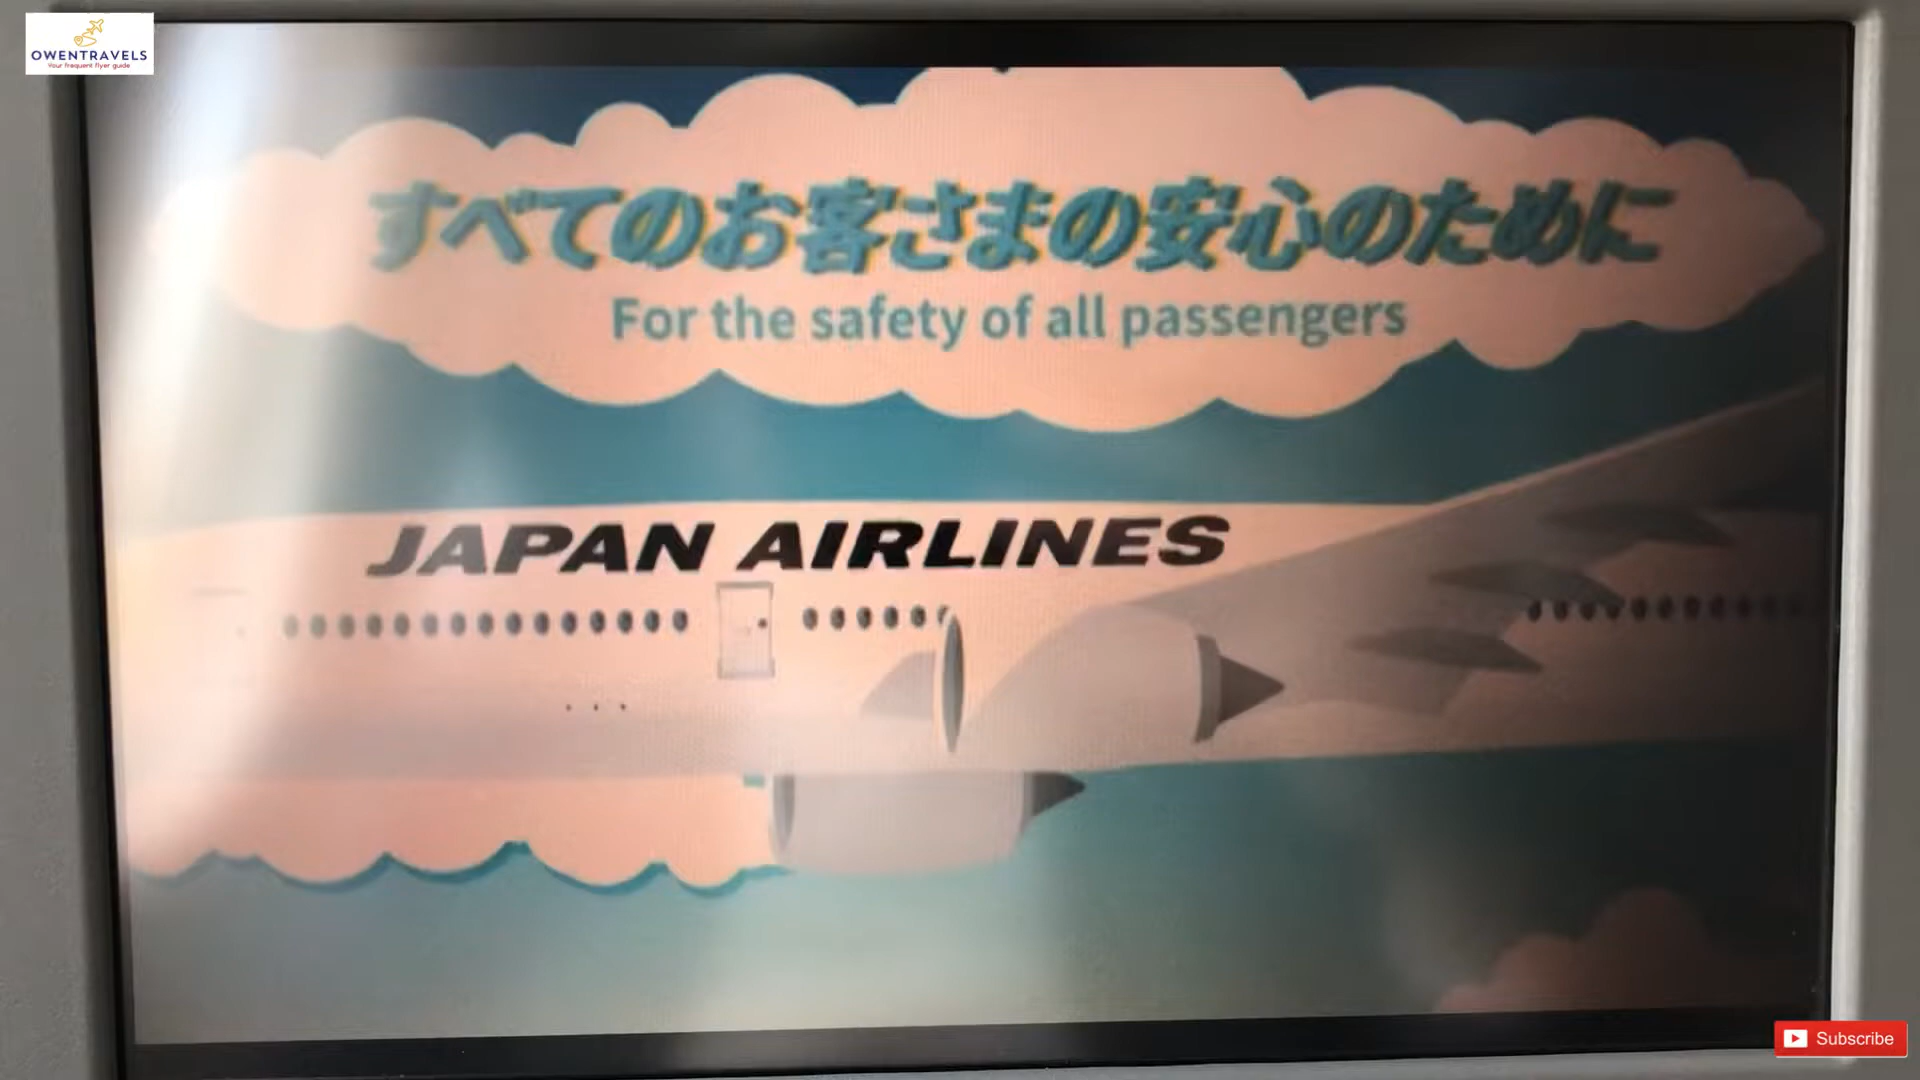 OWENTRAVELS
Your frequent flyer guide
すべてのお客さまの安心のために
For the safety of all passengers
JAPAN AIRLINES
Subscribe